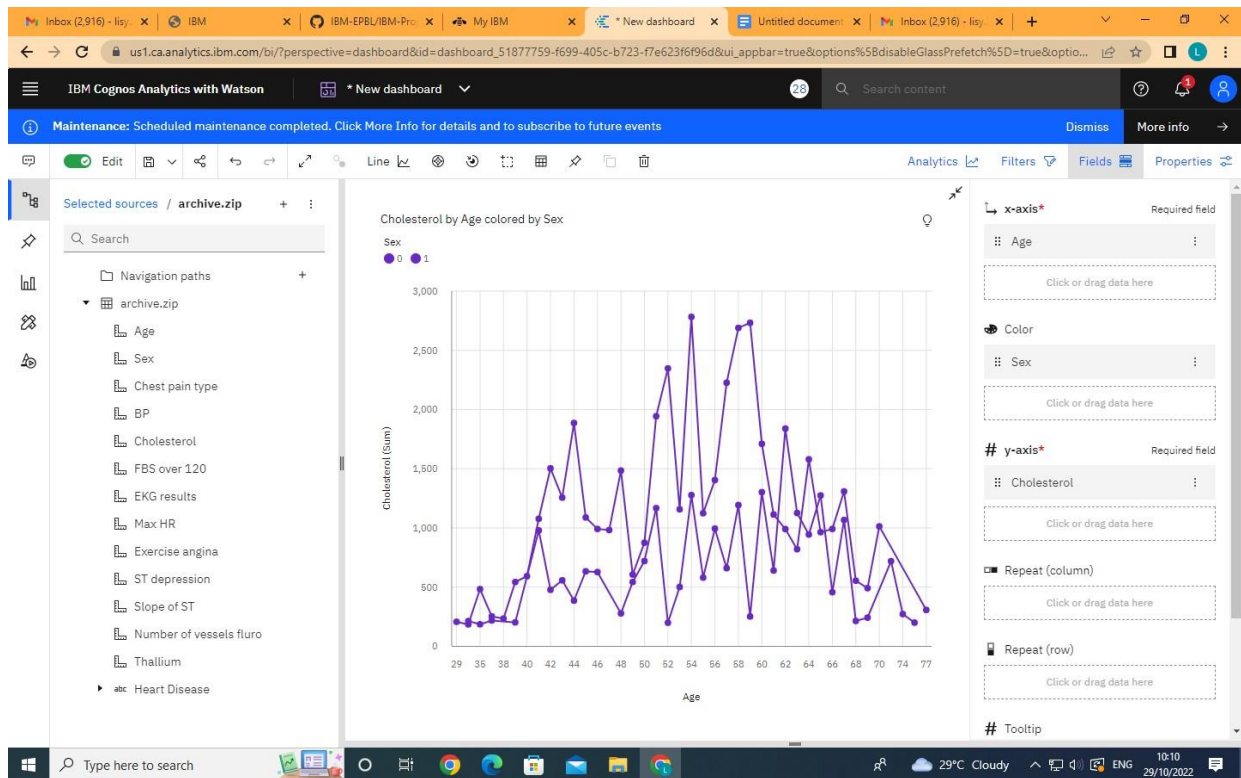 Inbox (2,916) - lisy
IBM
IBM-EPBL/IBM-Pro
My IBM
* New dashboard
Untitled document
Inbox (2,916) - lisy
us1.ca.analytics.ibm.com/bi/?perspective=dashboard&id=dashboard_51877759-f699-405c-b723-f7e623f6f96d&ui_appbar=true&options%5BdisableGlassPrefetch%5D=true&optio...
L
IBM Cognos Analytics with Watson
* New dashboard
28
Search content
1
Maintenance: Scheduled maintenance completed. Click More Info for details and to subscribe to future events
Dismiss
More info
Edit
Line
Analytics
Filters
Fields
Properties
Selected sources / archive.zip
Search
Navigation paths
archive.zip
Age
Sex
Chest pain type
BP
Cholesterol
FBS over 120
EKG results
Max HR
Exercise angina
ST depression
Slope of ST
Number of vessels fluro
Thallium
abc Heart Disease
Cholesterol by Age colored by Sex
Sex
0 1
3,000
2,500
2,000
1,500
1,000
500
0
Cholesterol (Sum)
29 35 38 40 42 44 46 48 50 52 54 56 58 60 62 64 66 68 70 74 77
Age
x-axis*
Required field
Age
Click or drag data here
Color
Sex
Click or drag data here
# y-axis*
Required field
Cholesterol
Click or drag data here
Repeat (column)
Click or drag data here
Repeat (row)
Click or drag data here
# Tooltip
Type here to search
29°C Cloudy
ENG
10:10
29/10/2022